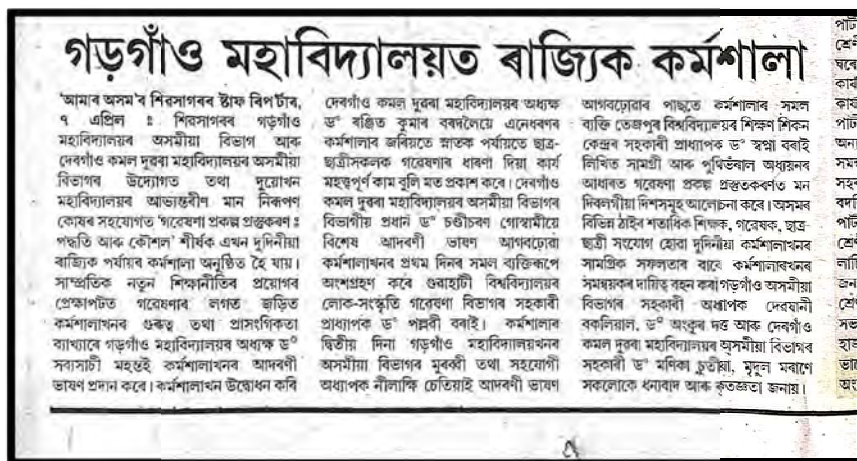 গড়গাঁও মহাবিদ্যালয়ত ৰাজ্যিক কৰ্মশালা
'আমাৰ অসম'ৰ শিৱসাগৰৰ ষ্টাফ ৰিপৰ্টাৰ,
৭ এপ্ৰিল ঃ শিৱসাগৰৰ গড়গাঁও
মহাবিদ্যালয়ৰ অসমীয়া বিভাগ আৰু
দেৰগাঁও কমল দুৱৰা মহাবিদ্যালয়ৰ অসমীয়া
বিভাগৰ উদ্যোগত তথা দুয়োখন
মহাবিদ্যালয়ৰ আভ্যন্তৰীণ মান নিৰূপণ
কোষৰ সহযোগত 'গৱেষণা প্ৰকল্প প্ৰস্তুকৰণ ঃ
পদ্ধতি আৰু কৌশল' শীৰ্ষক এখন দুদিনীয়া
ৰাজ্যিক পৰ্যায়ৰ কৰ্মশালা অনুষ্ঠিত হৈ যায়।
সাম্প্ৰতিক নতুন শিক্ষানীতিৰ প্ৰয়োগৰ
প্ৰেক্ষাপটত গৱেষণাৰ লগত জড়িত
কৰ্মশালাখনৰ গুৰুত্ব তথা প্ৰাসংগিকতা
ব্যাখ্যাৰে গড়গাঁও মহাবিদ্যালয়ৰ অধ্যক্ষ ড°
সব্যসাচী মহন্তই কৰ্মশালাখনৰ আদৰণী
ভাষণ প্ৰদান কৰে। কৰ্মশালাখন উদ্বোধন কৰি
দেৰগাঁও কমল দুৱৰা মহাবিদ্যালয়ৰ অধ্যক্ষ
ড° ৰঞ্জিত কুমাৰ বৰদলৈয়ে এনেধৰণৰ
কৰ্মশালাৰ জৰিয়তে স্নাতক পৰ্যায়তে ছাত্ৰ-
ছাত্ৰীসকলক গৱেষণাৰ ধাৰণা দিয়া কাৰ্য
মহত্বপূৰ্ণ কাম বুলি মত প্ৰকাশ কৰে। দেৰগাঁও
কমল দুৱৰা মহাবিদ্যালয়ৰ অসমীয়া বিভাগৰ
বিভাগীয় প্ৰধান ড° চণ্ডীচৰণ গোস্বামীয়ে
বিশেষ আদৰণী ভাষণ আগবঢ়োৱা
কৰ্মশালাখনৰ প্ৰথম দিনৰ সমল ব্যক্তিৰূপে
অংশগ্ৰহণ কৰে গুৱাহাটী বিশ্ববিদ্যালয়ৰ
লোক-সংস্কৃতি গৱেষণা বিভাগৰ সহকাৰী
প্ৰাধ্যাপক ড° পল্লৱী বৰাই। কৰ্মশালাৰ
দ্বিতীয় দিনা গড়গাঁও মহাবিদ্যালয়খনৰ
অসমীয়া বিভাগৰ মুৰব্বী তথা সহযোগী
অধ্যাপক নীলাক্ষি চেতিয়াই আদৰণী ভাষণ
আগবঢ়োৱাৰ পাছতে কৰ্মশালাৰ সমল
ব্যক্তি তেজপুৰ বিশ্ববিদ্যালয়ৰ শিক্ষণ শিকন
কেন্দ্ৰৰ সহকাৰী প্ৰাধ্যাপক ড° স্বপ্না বৰাই
লিখিত সামগ্ৰী আৰু পুথিভঁৰাল অধ্যয়নৰ
আধাৰত গৱেষণা প্ৰকল্প প্ৰস্তুতকৰণত মন
দিবলগীয়া দিশসমূহ আলোচনা কৰে। অসমৰ
বিভিন্ন ঠাইৰ শতাধিক শিক্ষক, গৱেষক, ছাত্ৰ-
ছাত্ৰী সংযোগ হোৱা দুদিনীয়া কৰ্মশালাখনৰ
সামগ্ৰিক সফলতাৰ বাবে কৰ্মশালাখনৰ
সমন্বয়কৰ দায়িত্ব বহন কৰা গড়গাঁও অসমীয়া
বিভাগৰ সহকাৰী অধ্যাপক দেৱযানী
বকলিয়াল, ড° অংকুৰ দত্ত আৰু দেৰগাঁও
কমল দুৱৰা মহাবিদ্যালয়ৰ অসমীয়া বিভাগৰ
সহকাৰী ড° মণিকা চুতীয়া, মৃদুল মৰাণে
সকলোকে ধন্যবাদ আৰু কৃতজ্ঞতা জনায়।